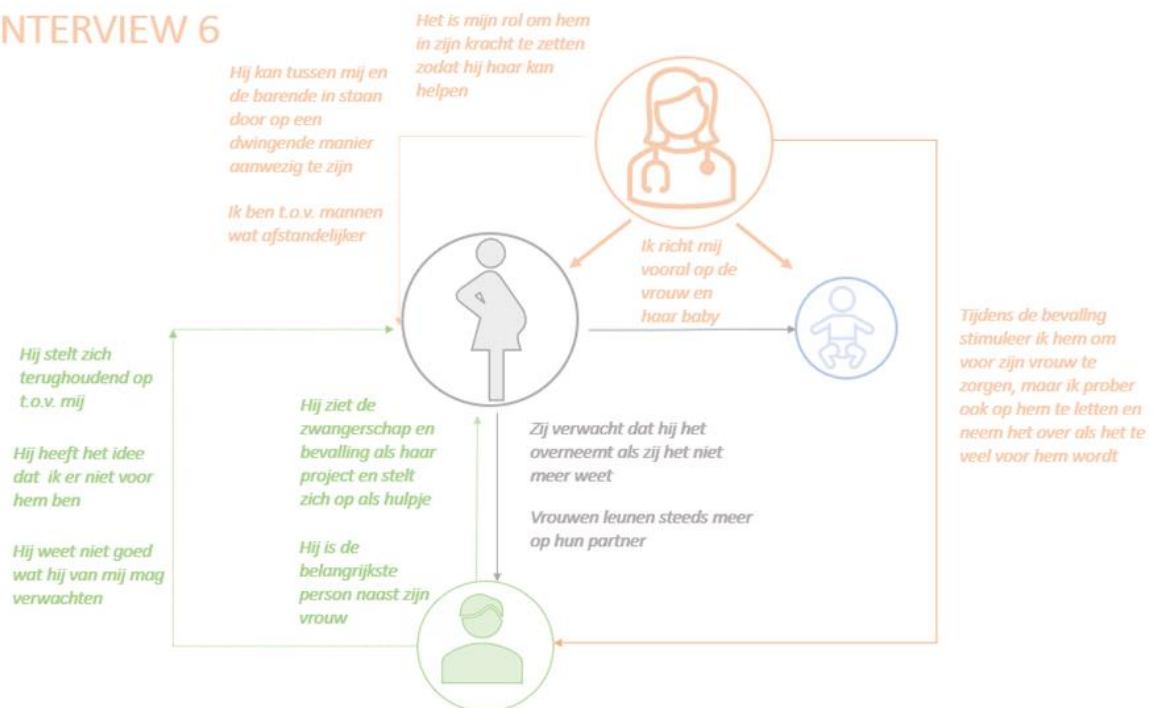 NTERVIEW 6
Het is mijn rol om hem
in zijn kracht te zetten
zodat hij haar kan
helpen
Hij kan tussen mij en
de barende in staan
door op een
dwingende manier
aanwezig te zijn
Ik ben t.o.v. mannen
wat afstandelijker
Ik richt mij
vooral op de
vrouw en
haar baby
Tijdens de bevallng
stimuleer ik hem om
voor zijn vrouw te
zorgen, maar ik prober
ook op hem te letten en
neem het over als het te
veel voor hem wordt
Hij stelt zich
terughoudend op
t.o.v. mij
Hij heeft het idee
dat ik er niet voor
hem ben
Hij weet niet goed
wat hij van mij mag
verwachten
Hij ziet de
zwangerschap en
bevalling als haar
project en stelt
zich op als hulpje
Hij is de
belangrijkste
person naast zijn
vrouw
Zij verwacht dat hij het
overneemt als zij het niet
meer weet
Vrouwen leunen steeds meer
op hun partner